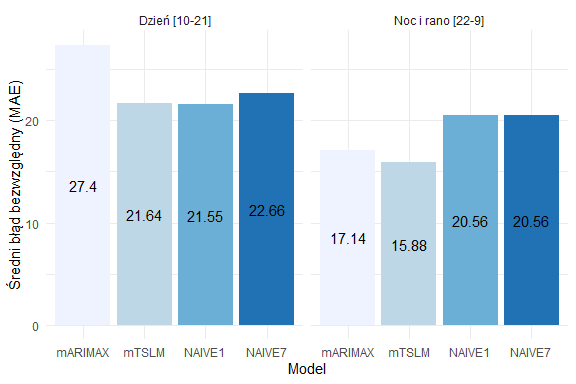 Dzień [10-21]
Noc i rano [22-9]
Średni błąd bezwzględny (MAE)
20
10
0
27.4
21.64
21.55
22.66
17.14
15.88
20.56
20.56
mARIMAX
mTSLM
NAIVE1
NAIVE7
mARIMAX
mTSLM
NAIVE1
NAIVE7
Model